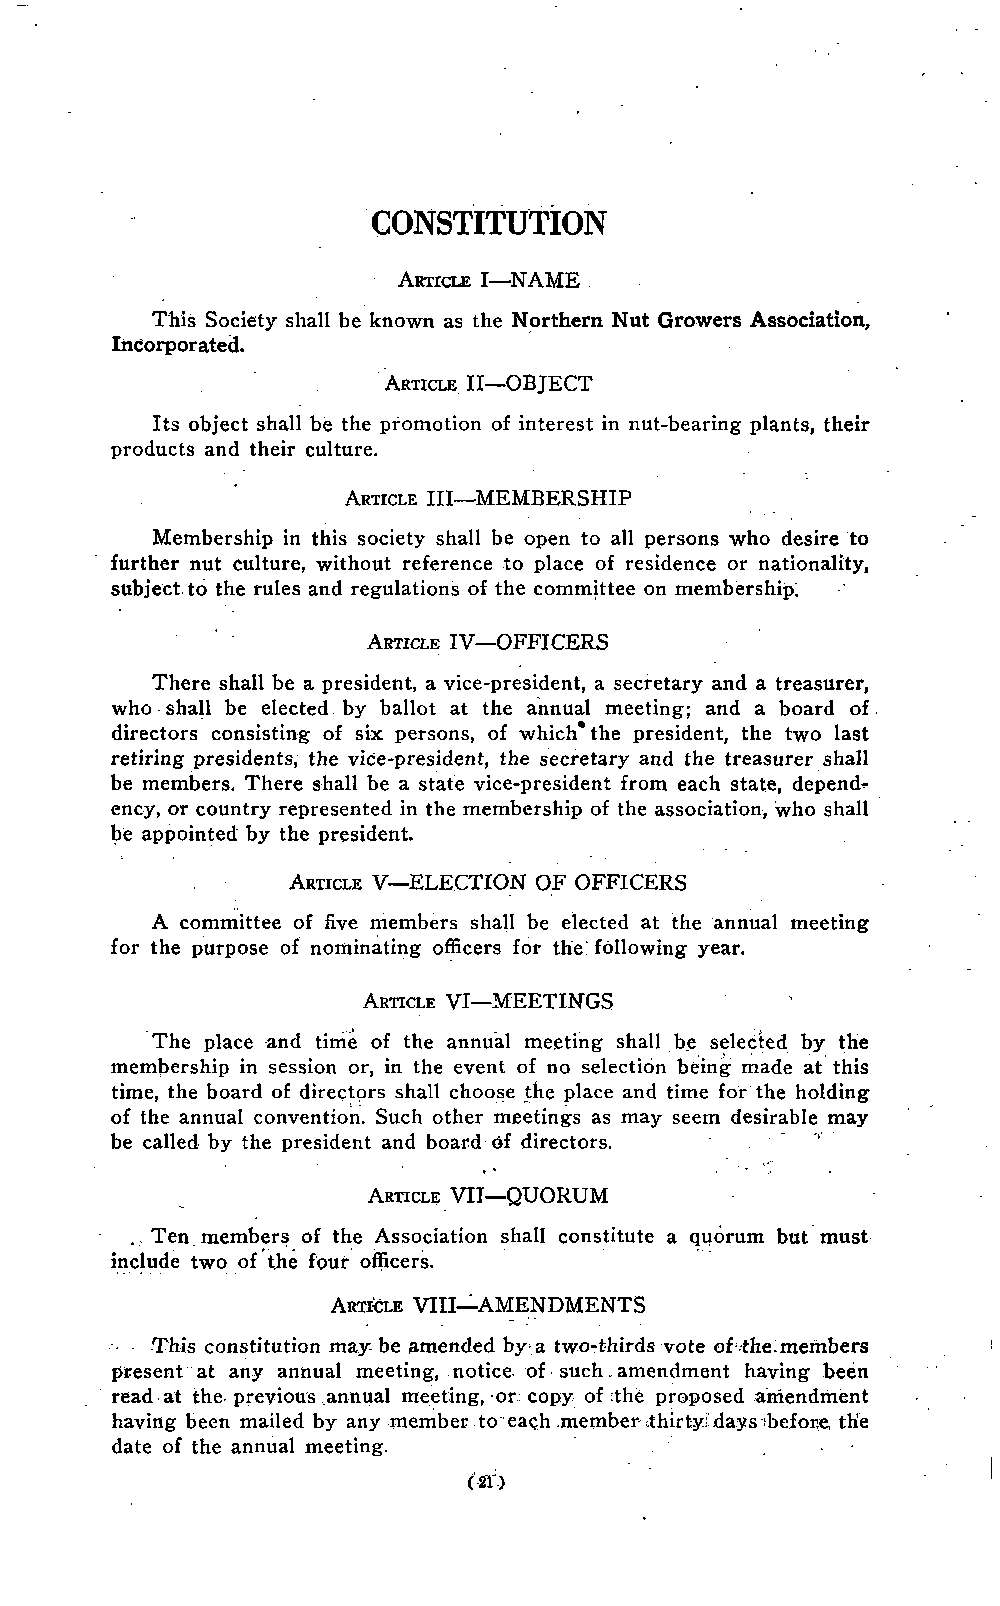 CONSTITUTION
ARTICLE I—NAME
This Society shall be known as the Northern Nut Growers Association,
Incorporated.
ARTICLE II—OBJECT
Its object shall be the promotion of interest in nut-bearing plants, their
products and their culture.
ARTICLE III—MEMBERSHIP
Membership in this society shall be open to all persons who desire to
further nut culture, without reference to place of residence or nationality,
subject to the rules and regulations of the committee on membership.
ARTICLE IV—OFFICERS
There shall be a president, a vice-president, a secretary and a treasurer,
who shall be elected by ballot at the annual meeting; and a board of
directors consisting of six persons, of which the president, the two last
retiring presidents, the vice-president, the secretary and the treasurer shall
be members. There shall be a state vice-president from each state, depend-
ency, or country represented in the membership of the association, who shall
be appointed by the president.
ARTICLE V—ELECTION OF OFFICERS
A committee of five members shall be elected at the annual meeting
for the purpose of nominating officers for the following year.
ARTICLE VI—MEETINGS
The place and time of the annual meeting shall be selected by the
membership in session or, in the event of no selection being made at this
time, the board of directors shall choose the place and time for the holding
of the annual convention. Such other meetings as may seem desirable may
be called by the president and board of directors.
ARTICLE VII—QUORUM
Ten members of the Association shall constitute a quorum but must
include two of the four officers.
ARTICLE VIII—AMENDMENTS
This constitution may be amended by a two-thirds vote of the members
present at any annual meeting, notice of such amendment having been
read at the previous annual meeting, or copy of the proposed amendment
having been mailed by any member to each member thirty days before the
date of the annual meeting.
(21)